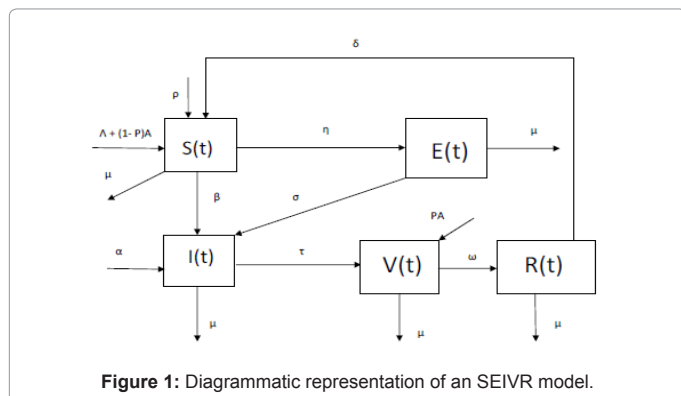 δ
ρ
Λ + (1- P)A
S(t)
η
E(t)
μ
μ
β
σ
PA
α
I(t)
τ
V(t)
ω
R(t)
μ
μ
μ
Figure 1: Diagrammatic representation of an SEIVR model.